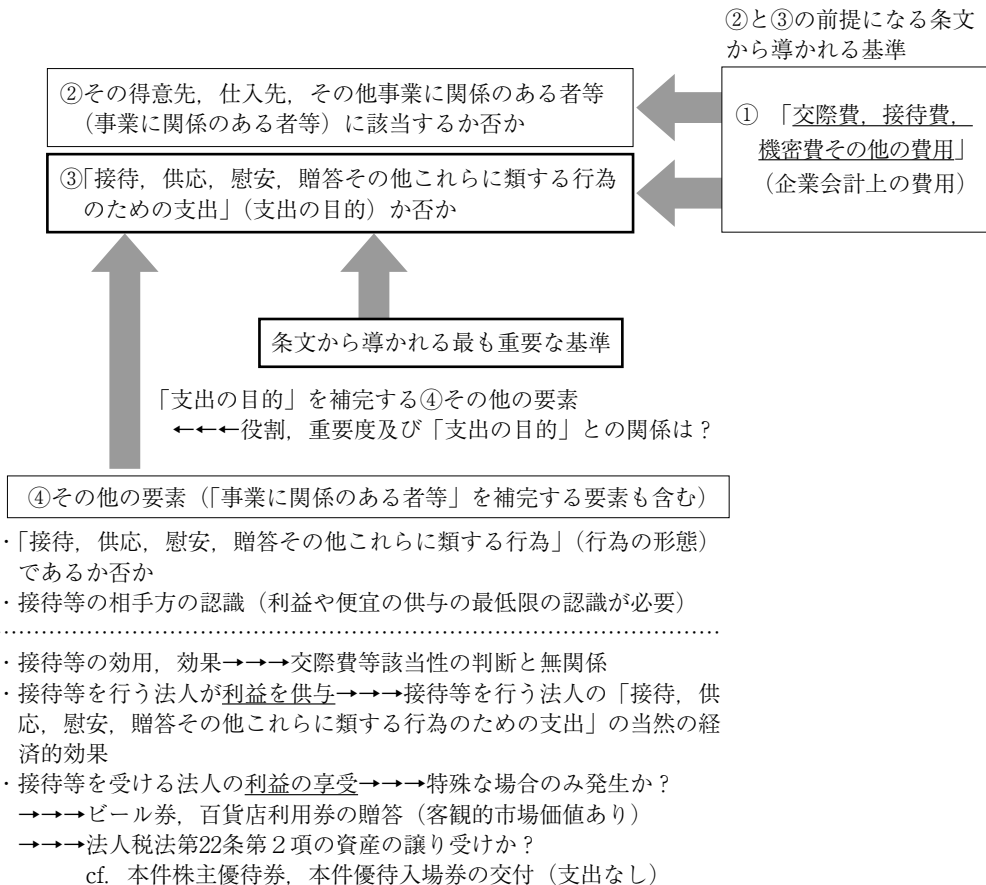 ②と③の前提になる条文
から導かれる基準
②その得意先，仕入先，その他事業に関係のある者等
（事業に関係のある者等）に該当するか否か
① 「交際費，接待費，
機密費その他の費用」
（企業会計上の費用）
③「接待，供応，慰安，贈答その他これらに類する行為
のための支出」（支出の目的）か否か
条文から導かれる最も重要な基準
「支出の目的」を補完する④その他の要素
←←←役割，重要度及び「支出の目的」との関係は？
④その他の要素（「事業に関係のある者等」を補完する要素も含む）
・「接待，供応，慰安，贈答その他これらに類する行為」（行為の形態）
であるか否か
・接待等の相手方の認識（利益や便宜の供与の最低限の認識が必要）
・接待等の効用，効果→→→交際費等該当性の判断と無関係
・接待等を行う法人が利益を供与→→→接待等を行う法人の「接待，供
応，慰安，贈答その他これらに類する行為のための支出」の当然の経
済的効果
・接待等を受ける法人の利益の享受→→→特殊な場合のみ発生か？
→→→ビール券，百貨店利用券の贈答（客観的市場価値あり）
→→→法人税法第22条第２項の資産の譲り受けか？
cf. 本件株主優待券，本件優待入場券の交付（支出なし）